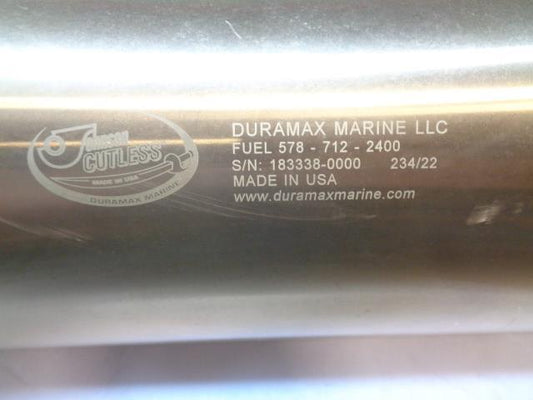 JOHNSON
CUTLESS
MADE IN USA
DURAMAX MARINE
DURAMAX MARINE LLC
FUEL 578 - 712 - 2400
S/N: 183338-0000 234/22
MADE IN USA
www.duramaxmarine.com